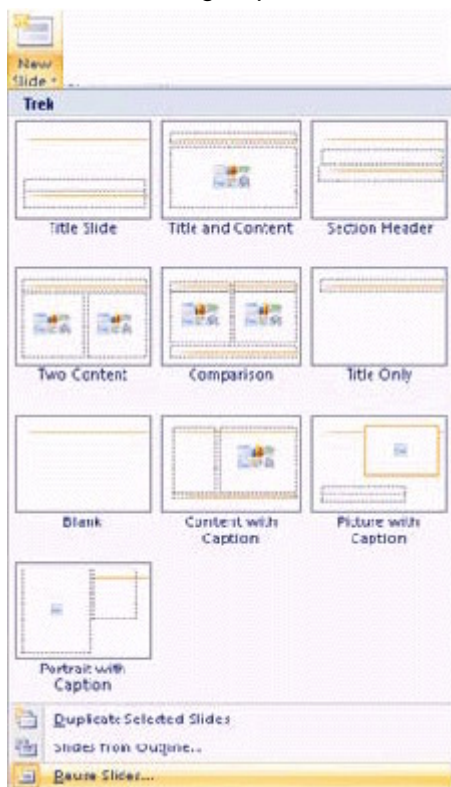 New
Slide
Trek
Title Slide
Title and Content
Section Header
Two Content
Comparison
Title Only
Blank
Content with
Caption
Picture with
Caption
Portrait with
Caption
Duplicate Selected Slides
Slides from Outline...
Reuse Slides...